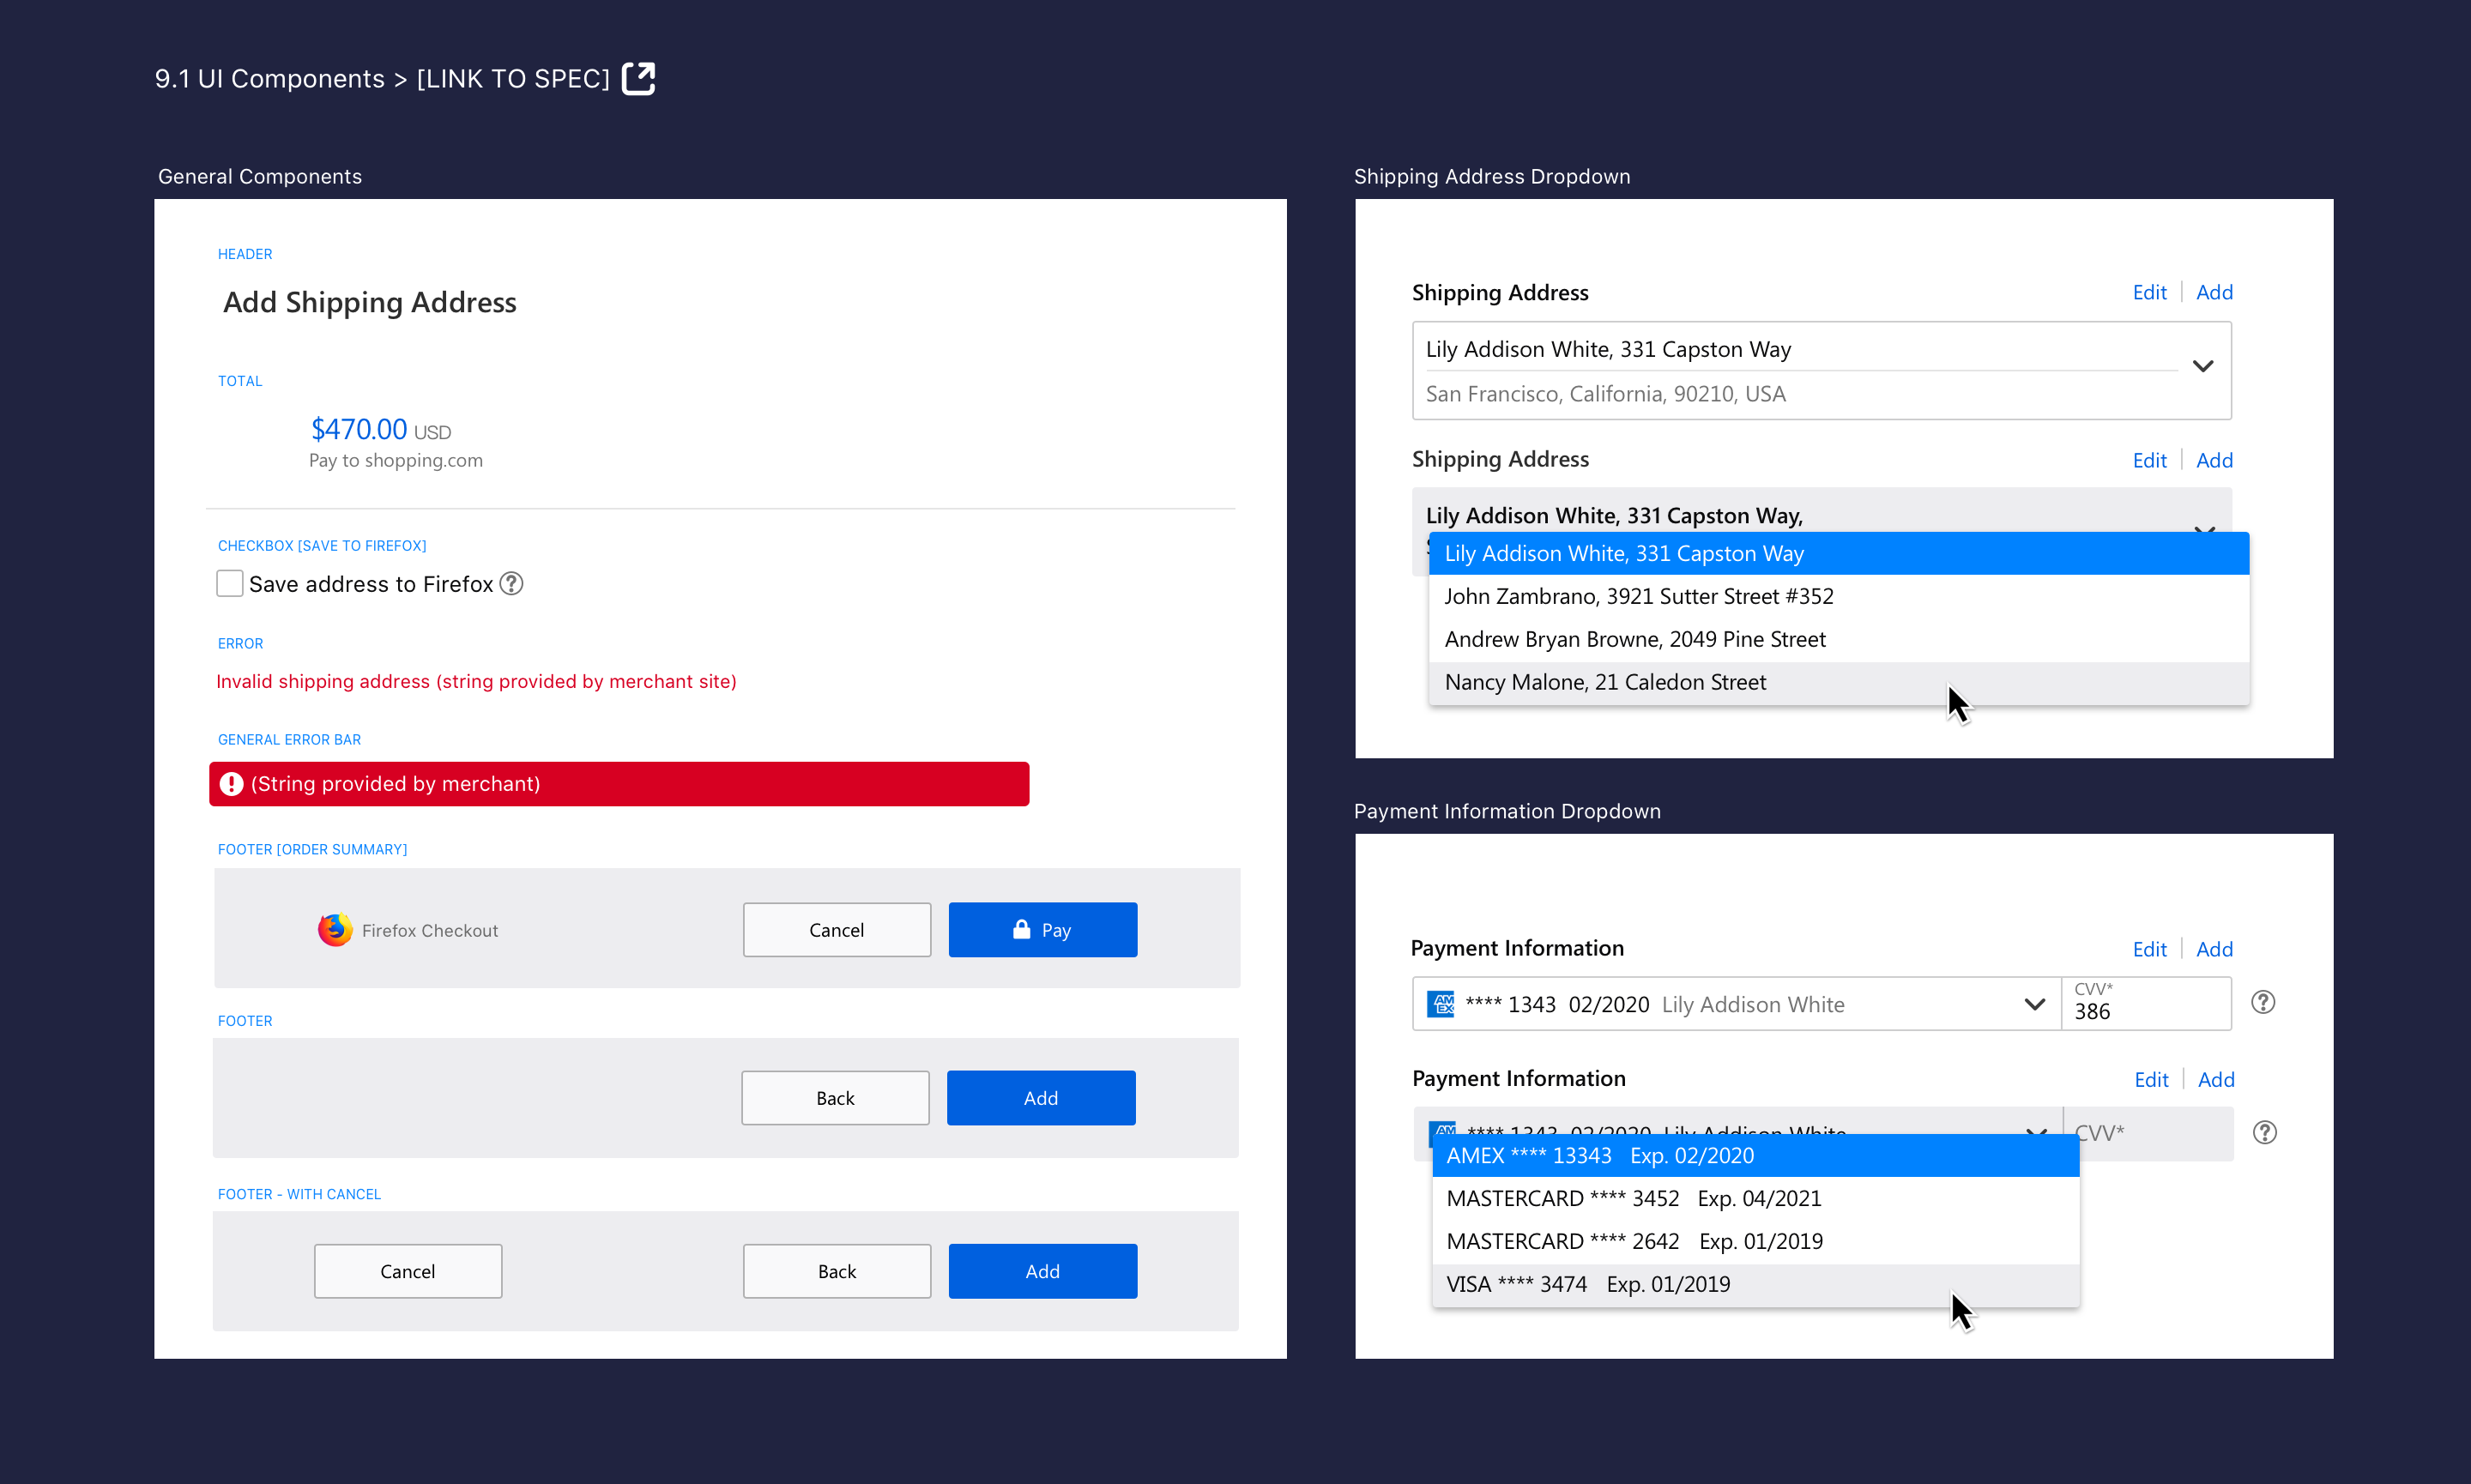 9.1 UI Components > [LINK TO SPEC]
General Components
HEADER
Add Shipping Address
TOTAL
$470.00 USD
Pay to shopping.com
CHECKBOX [SAVE TO FIREFOX]
Save address to Firefox ?
ERROR
Invalid shipping address (string provided by merchant site)
GENERAL ERROR BAR
! (String provided by merchant)
FOOTER [ORDER SUMMARY]
Firefox Checkout Cancel Pay
FOOTER
Back Add
FOOTER - WITH CANCEL
Cancel Back Add
Shipping Address Dropdown
Shipping Address Edit Add
Lily Addison White, 331 Capston Way
San Francisco, California, 90210, USA
Shipping Address Edit Add
Lily Addison White, 331 Capston Way,
Lily Addison White, 331 Capston Way
John Zambrano, 3921 Sutter Street #352
Andrew Bryan Browne, 2049 Pine Street
Nancy Malone, 21 Caledon Street
Payment Information Dropdown
Payment Information Edit Add
AMEX **** 1343 02/2020 Lily Addison White CVV* ?
386
Payment Information Edit Add
AM **** 1343 02/2020 Lily Addison White CVV* ?
AMEX **** 13343 Exp. 02/2020
MASTERCARD **** 3452 Exp. 04/2021
MASTERCARD **** 2642 Exp. 01/2019
VISA **** 3474 Exp. 01/2019